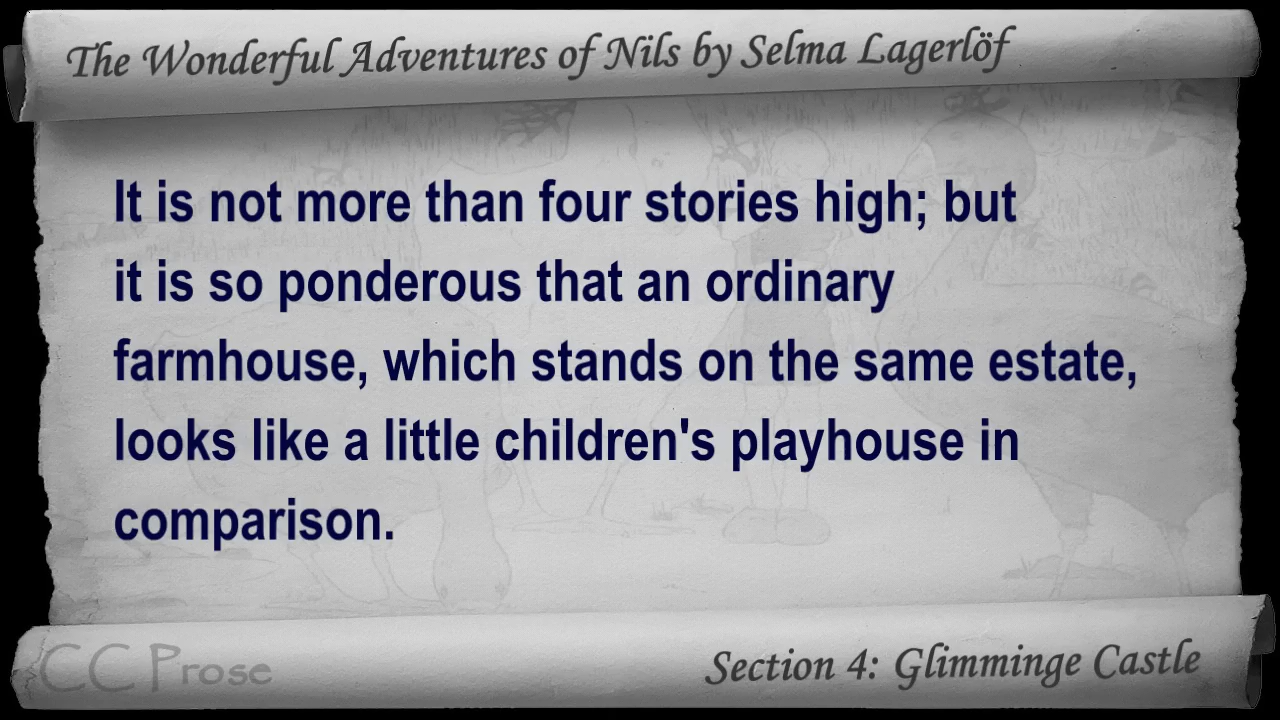 The Wonderful Adventures of Nils by Selma Lagerlöf
It is not more than four stories high; but
it is so ponderous that an ordinary
farmhouse, which stands on the same estate,
looks like a little children's playhouse in
comparison.
CC Prose
Section 4: Glimminge Castle